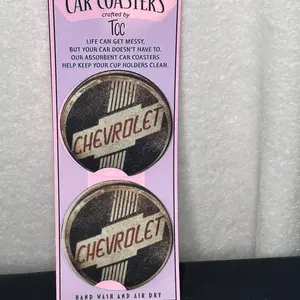 CAR COASTERS
crafted by
TCC
LIFE CAN GET MESSY,
BUT YOUR CAR DOESN'T HAVE TO.
OUR ABSORBENT CAR COASTERS
HELP KEEP YOUR CUP HOLDERS CLEAN.
CHEVROLET
CHEVROLET
HAND WASH AND AIR DRY